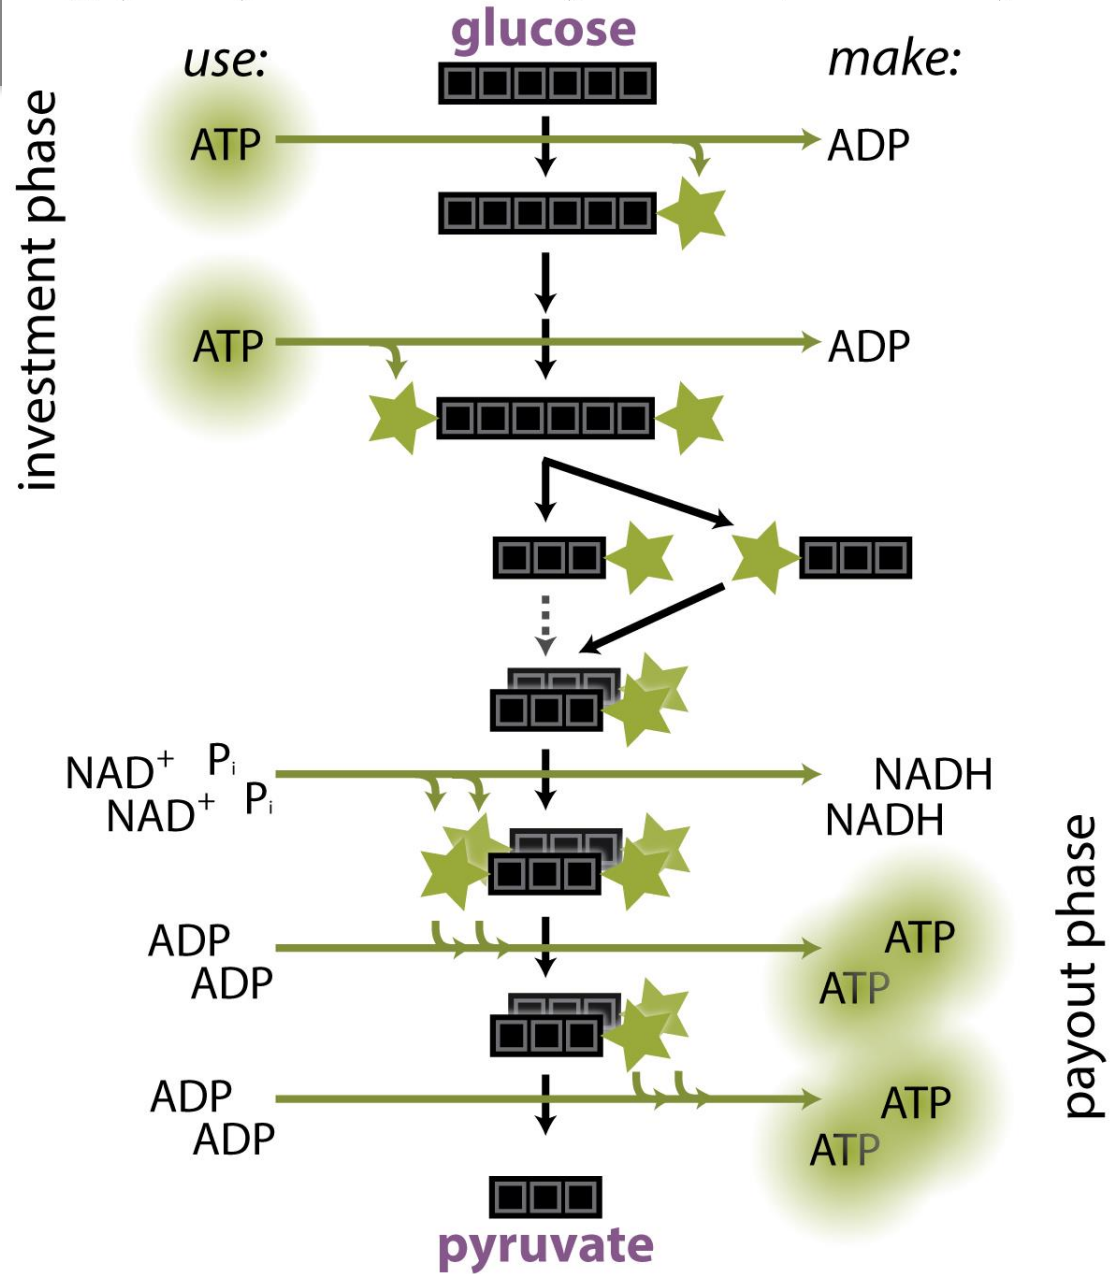 glucose
use:
make:
investment phase
ATP
ADP
ATP
ADP
NAD⁺ Pᵢ
NAD⁺ Pᵢ
NADH
NADH
payout phase
ADP
ADP
ATP
ATP
ADP
ADP
ATP
ATP
pyruvate